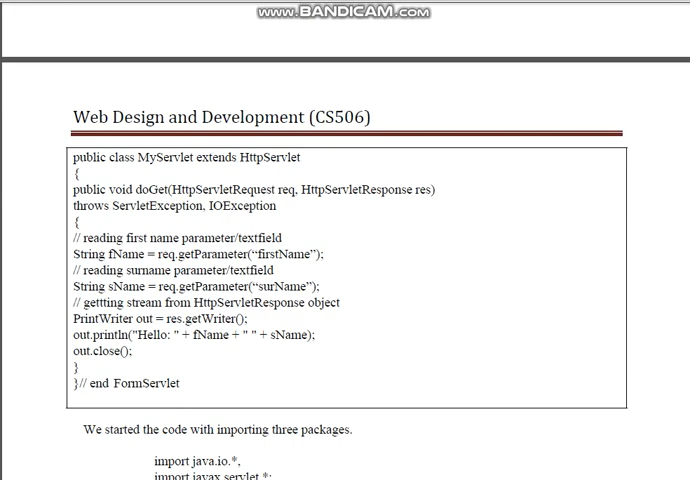 www.BANDICAM.com
Web Design and Development (CS506)
public class MyServlet extends HttpServlet
{
public void doGet(HttpServletRequest req, HttpServletResponse res)
throws ServletException, IOException
{
// reading first name parameter/textfield
String fName = req.getParameter(“firstName”);
// reading surname parameter/textfield
String sName = req.getParameter(“surName”);
// gettting stream from HttpServletResponse object
PrintWriter out = res.getWriter();
out.println("Hello: " + fName + " " + sName);
out.close();
}
}// end FormServlet
We started the code with importing three packages.
import java.io.*,
import javax.servlet.*;